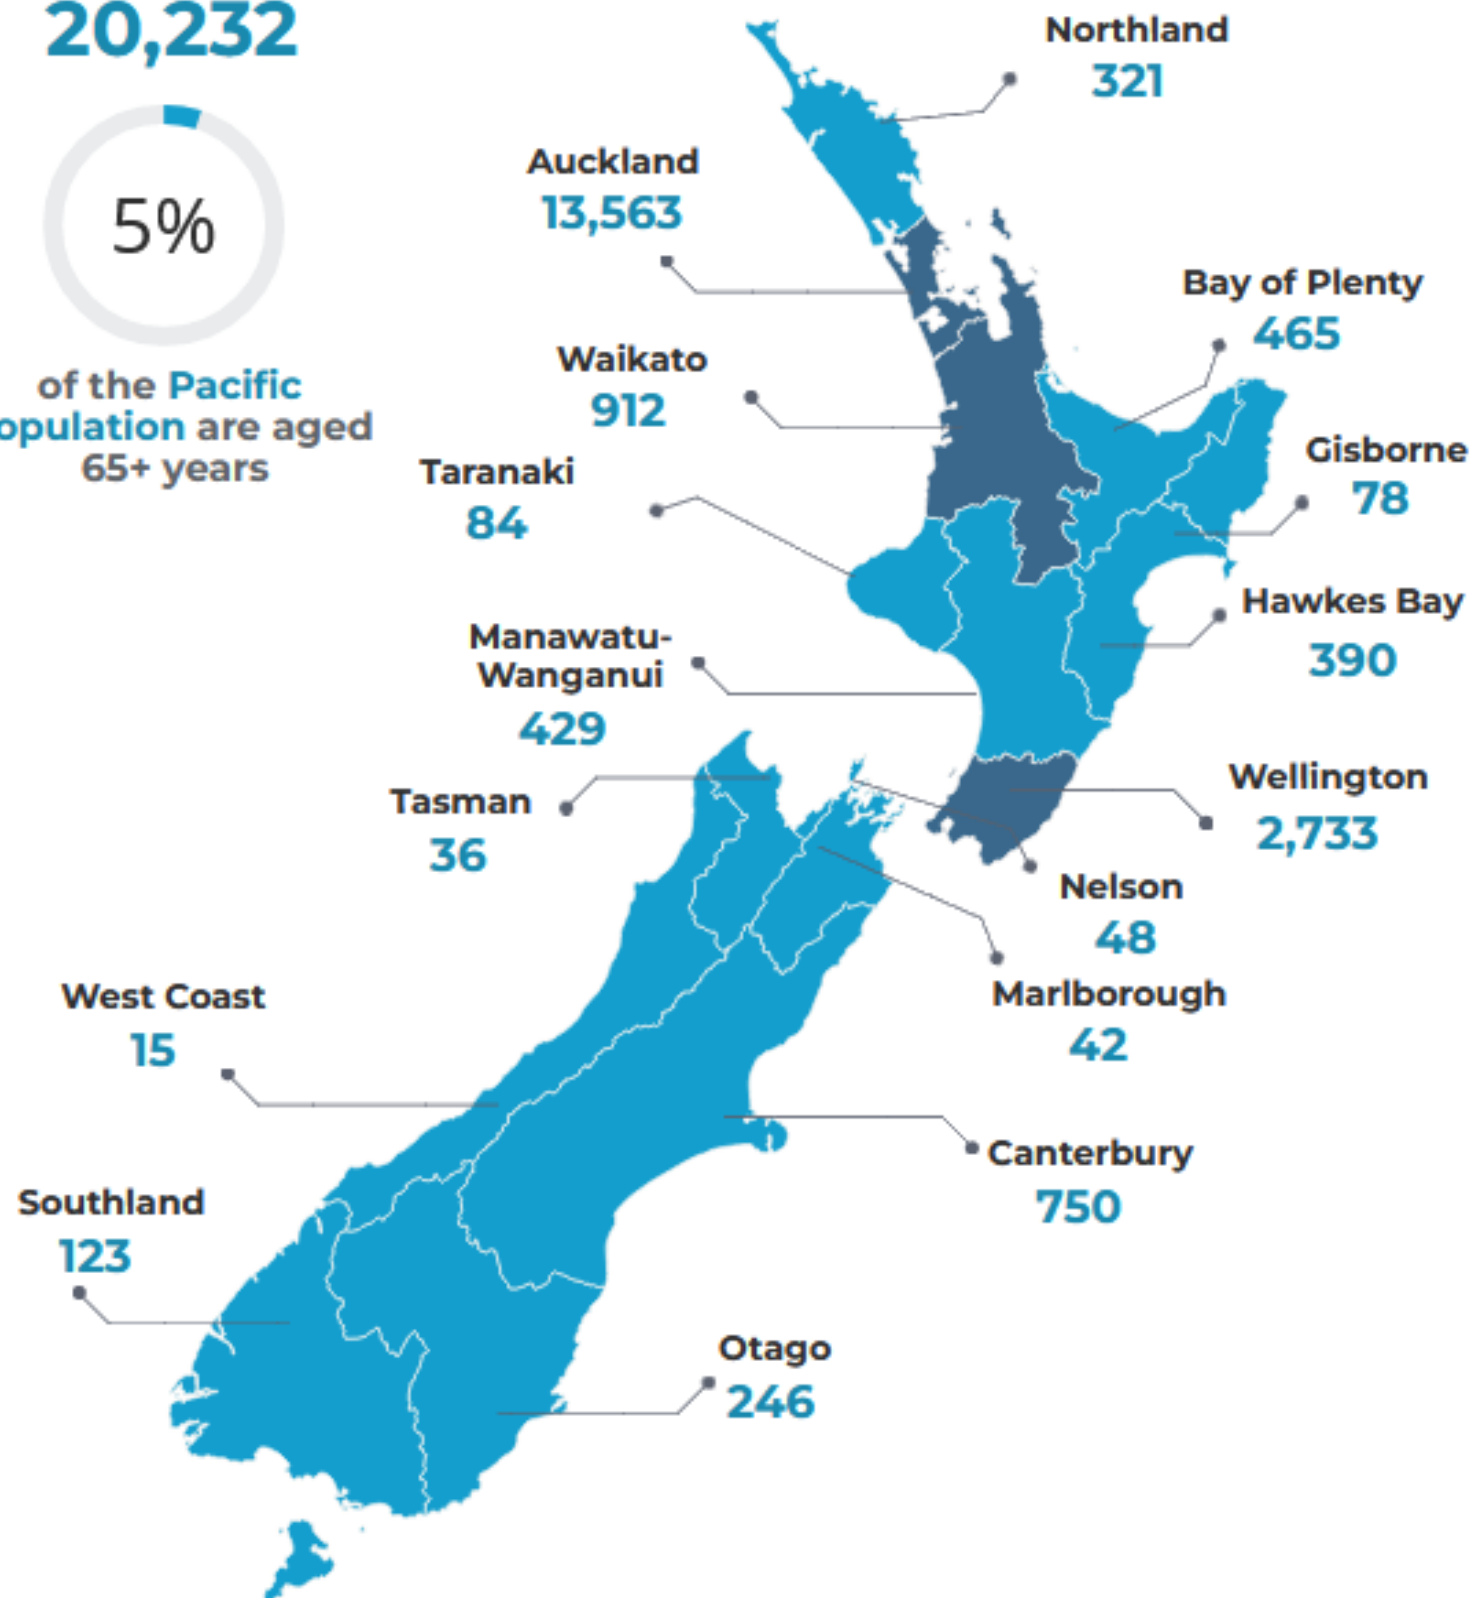 20,232
5%
of the Pacific
opulation are aged
65+ years
Northland
321
Auckland
13,563
Bay of Plenty
465
Waikato
912
Gisborne
78
Taranaki
84
Hawkes Bay
390
Manawatu-
Wanganui
429
Wellington
2,733
Tasman
36
Nelson
48
Marlborough
42
West Coast
15
Canterbury
750
Southland
123
Otago
246